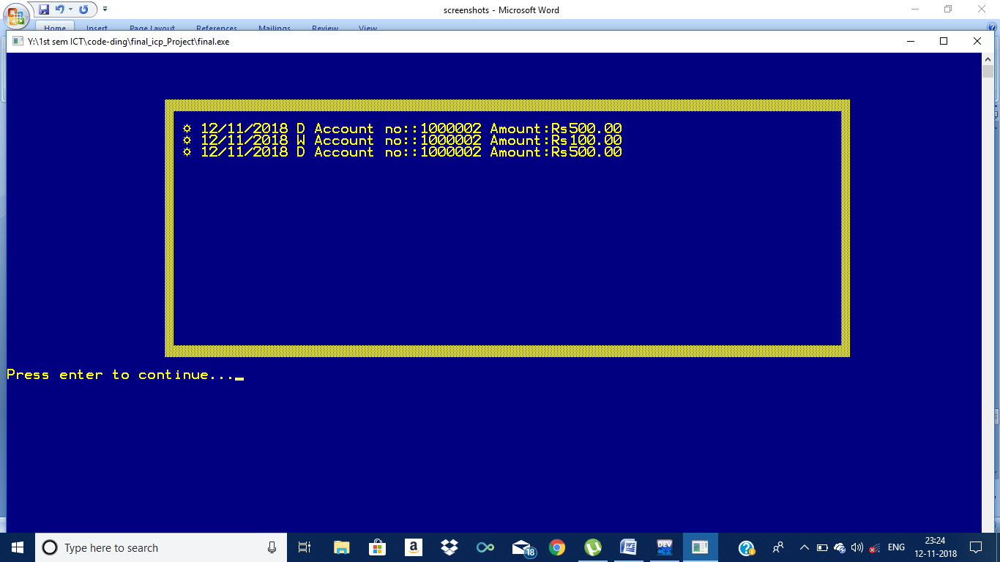 screenshots - Microsoft Word
Home Insert Page Layout References Mailings Review View
Y:\1st sem ICT\code-ding\final_icp_Project\final.exe
☼ 12/11/2018 D Account no::1000002 Amount:Rs500.00
☼ 12/11/2018 W Account no::1000002 Amount:Rs100.00
☼ 12/11/2018 D Account no::1000002 Amount:Rs500.00
Press enter to continue..._
Type here to search
a
18
W
DEV
ENG
23:24
12-11-2018